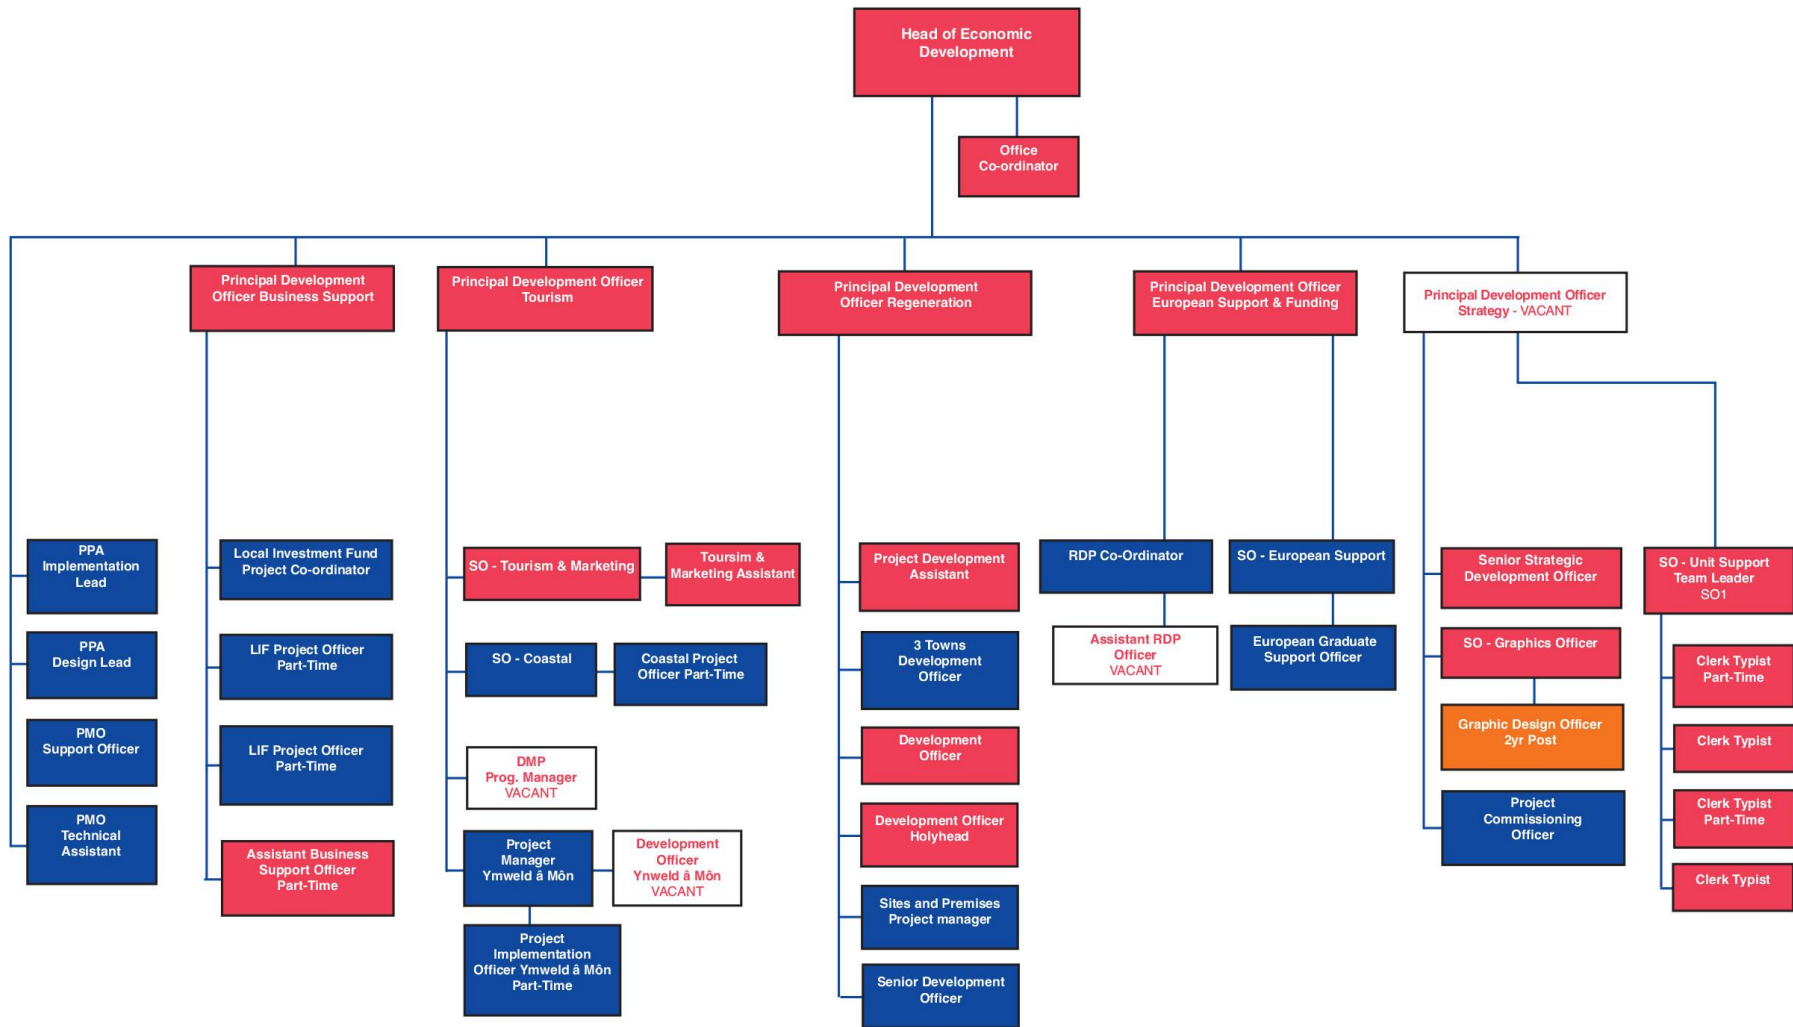 Head of Economic
Development
Office
Co-ordinator
Principal Development
Officer Business Support
Principal Development Officer
Tourism
Principal Development
Officer Regeneration
Principal Development Officer
European Support & Funding
Principal Development Officer
Strategy - VACANT
PPA
Implementation
Lead
PPA
Design Lead
PMO
Support Officer
PMO
Technical
Assistant
Local Investment Fund
Project Co-ordinator
LIF Project Officer
Part-Time
LIF Project Officer
Part-Time
Assistant Business
Support Officer
Part-Time
SO - Tourism & Marketing
Toursim &
Marketing Assistant
SO - Coastal
Coastal Project
Officer Part-Time
DMP
Prog. Manager
VACANT
Project
Manager
Ymweld â Môn
Development
Officer
Ynweld â Môn
VACANT
Project
Implementation
Officer Ymweld â Môn
Part-Time
Project Development
Assistant
3 Towns
Development
Officer
Development
Officer
Development Officer
Holyhead
Sites and Premises
Project manager
Senior Development
Officer
RDP Co-Ordinator
Assistant RDP
Officer
VACANT
SO - European Support
European Graduate
Support Officer
Senior Strategic
Development Officer
SO - Graphics Officer
Graphic Design Officer
2yr Post
Project
Commissioning
Officer
SO - Unit Support
Team Leader
SO1
Clerk Typist
Part-Time
Clerk Typist
Clerk Typist
Part-Time
Clerk Typist